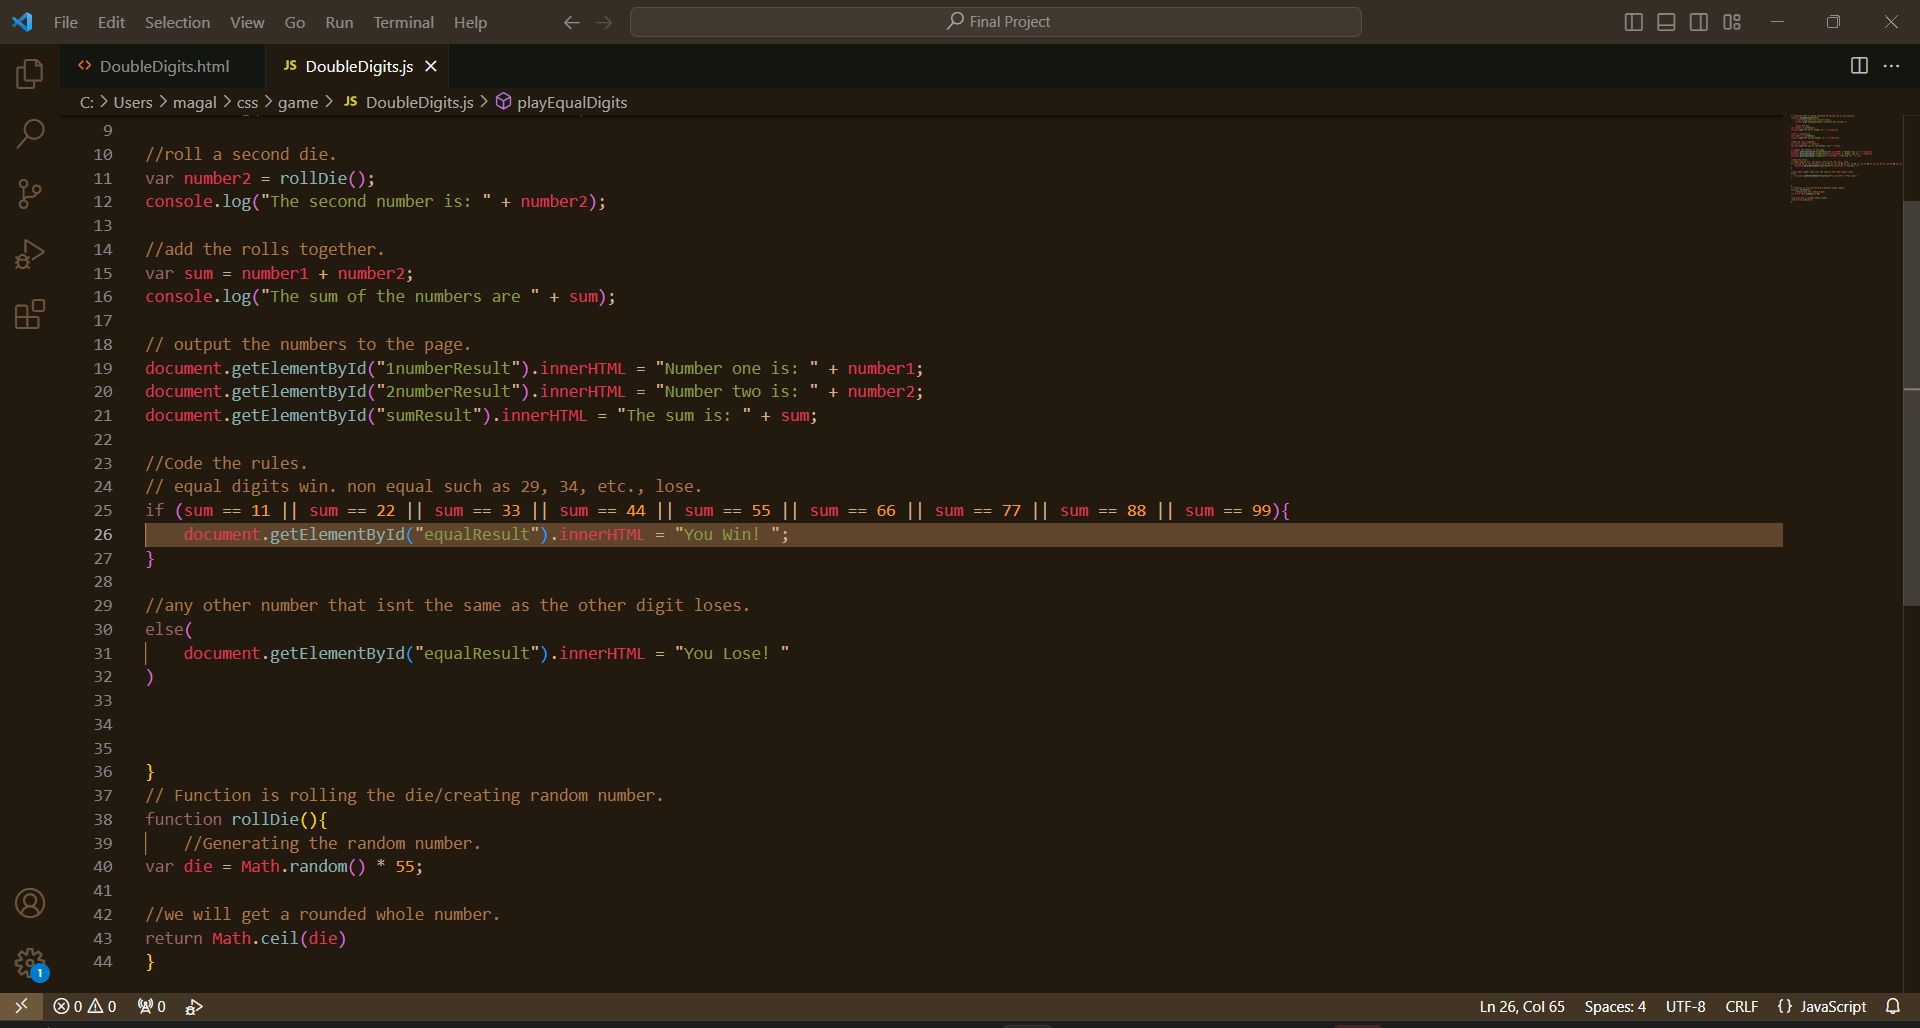 File Edit Selection View Go Run Terminal Help Final Project
DoubleDigits.html JS DoubleDigits.js
C: > Users > magal > css > game > JS DoubleDigits.js > playEqualDigits
9
10 //roll a second die.
11 var number2 = rollDie();
12 console.log("The second number is: " + number2);
13
14 //add the rolls together.
15 var sum = number1 + number2;
16 console.log("The sum of the numbers are " + sum);
17
18 // output the numbers to the page.
19 document.getElementById("1numberResult").innerHTML = "Number one is: " + number1;
20 document.getElementById("2numberResult").innerHTML = "Number two is: " + number2;
21 document.getElementById("sumResult").innerHTML = "The sum is: " + sum;
22
23 //Code the rules.
24 // equal digits win. non equal such as 29, 34, etc., lose.
25 if (sum == 11 || sum == 22 || sum == 33 || sum == 44 || sum == 55 || sum == 66 || sum == 77 || sum == 88 || sum == 99){
26 document.getElementById("equalResult").innerHTML = "You Win! ";
27 }
28
29 //any other number that isnt the same as the other digit loses.
30 else(
31 document.getElementById("equalResult").innerHTML = "You Lose! "
32 )
33
34
35
36 }
37 // Function is rolling the die/creating random number.
38 function rollDie(){
39 //Generating the random number.
40 var die = Math.random() * 55;
41
42 //we will get a rounded whole number.
43 return Math.ceil(die)
44 }
1
0 0 0 Ln 26, Col 65 Spaces: 4 UTF-8 CRLF {} JavaScript